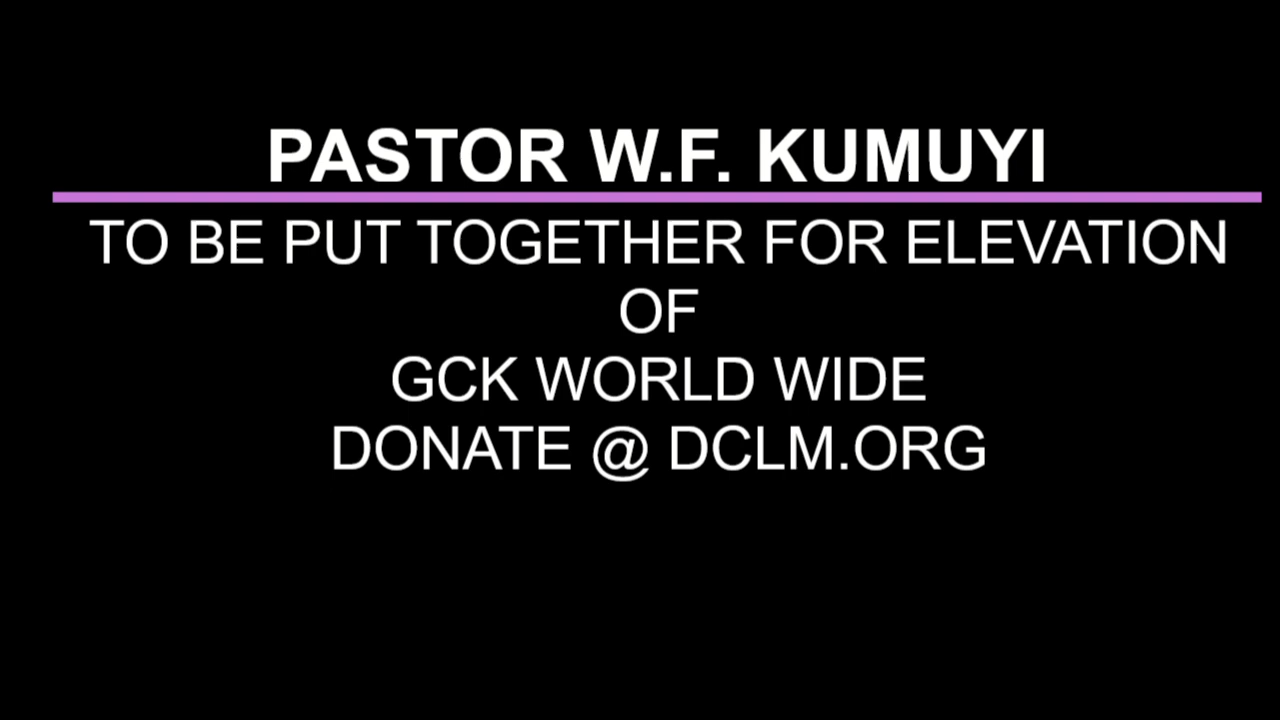 PASTOR W.F. KUMUYI
TO BE PUT TOGETHER FOR ELEVATION
OF
GCK WORLD WIDE
DONATE @ DCLM.ORG